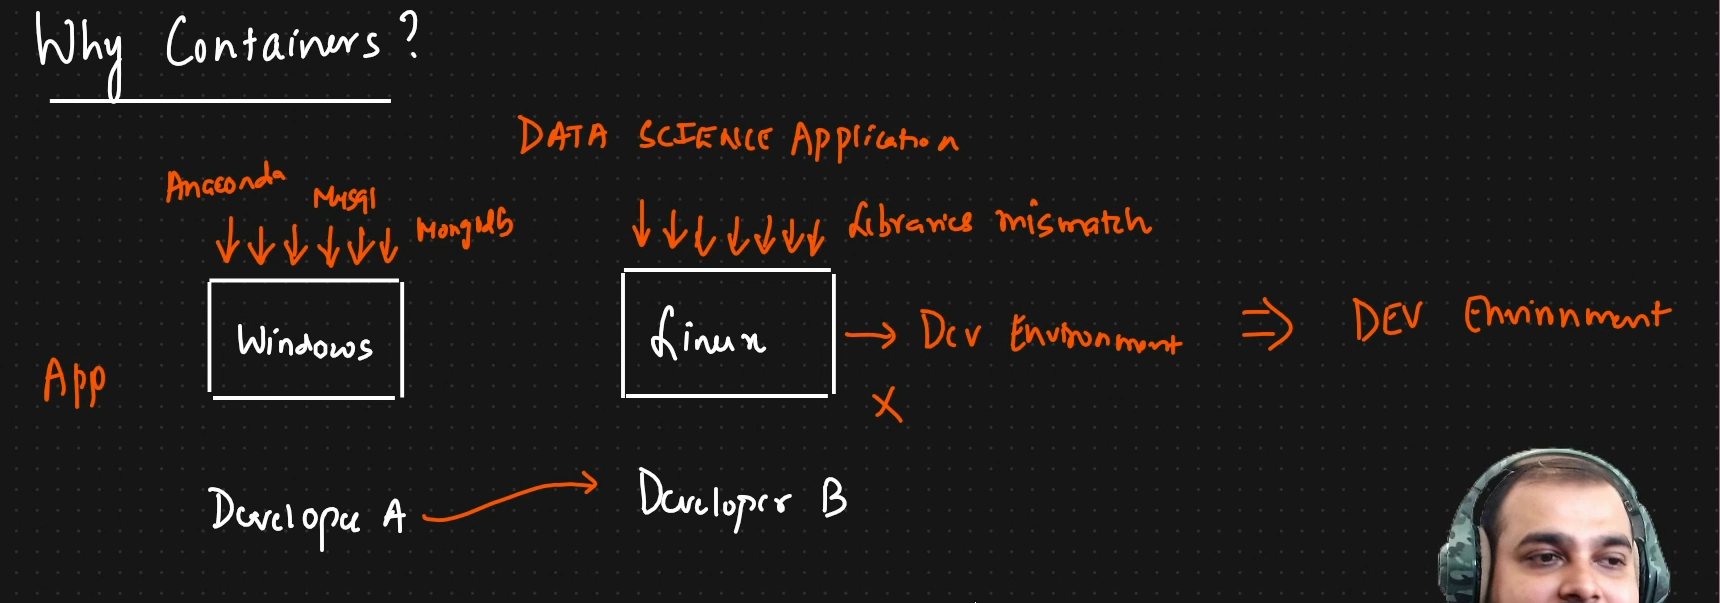 Why Containers?
DATA SCIENCE Application
Anaconda
Mysql
MongoDB
Libraries mismatch
Windows
Linux
Dev Environment
DEV Environment
App
X
Developer A
Developer B